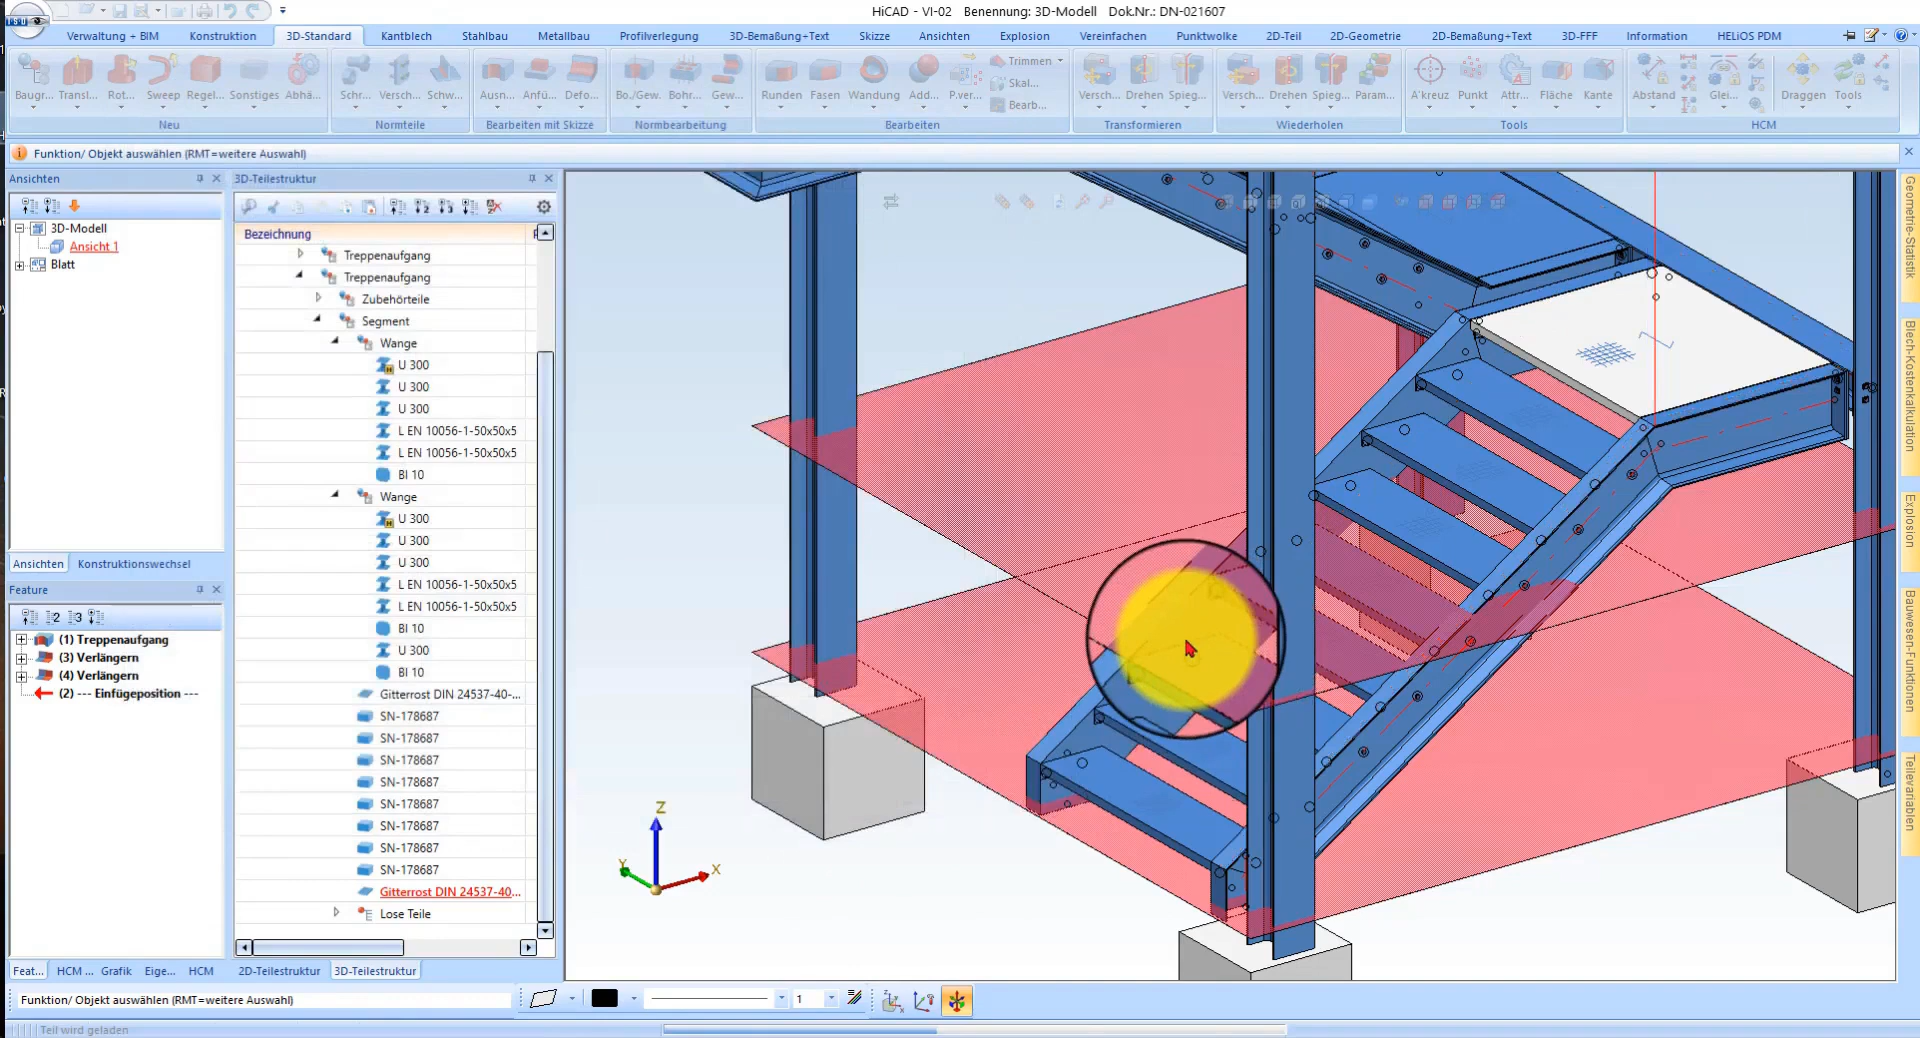 HiCAD - VI-02 Benennung: 3D-Modell Dok.Nr.: DN-021607
Verwaltung + BIM Konstruktion 3D-Standard Kantblech Stahlbau Metallbau Profilverlegung 3D-Bemaßung+Text Skizze Ansichten Explosion Vereinfachen Punktwolke 2D-Teil 2D-Geometrie 2D-Bemaßung+Text 3D-FFF Information HELiOS PDM
Baugr... Transl... Rot... Sweep Regel... Sonstiges Abhä... Schr... Versch... Schw... Ausn... Anfü... Defo... Bo./Gew. Bohr... Gew... Runden Fasen Wandung Add... P.ver... Trimmen Skal... Bearb... Versch... Drehen Spieg... Versch... Drehen Spieg... Param... A'kreuz Punkt Attr... Fläche Kante Abstand Glei... Draggen Tools
Neu Normteile Bearbeiten mit Skizze Normbearbeitung Bearbeiten Transformieren Wiederholen Tools HCM
Funktion/ Objekt auswählen (RMT=weitere Auswahl)
Ansichten
3D-Modell
Ansicht 1
Blatt
Ansichten Konstruktionswechsel
Feature
(1) Treppenaufgang
(3) Verlängern
(4) Verlängern
(2) --- Einfügeposition ---
Feat... HCM ... Grafik Eige... HCM
3D-Teilestruktur
Bezeichnung
Treppenaufgang
Treppenaufgang
Zubehörteile
Segment
Wange
U 300
U 300
U 300
L EN 10056-1-50x50x5
L EN 10056-1-50x50x5
Bl 10
Wange
U 300
U 300
U 300
L EN 10056-1-50x50x5
L EN 10056-1-50x50x5
Bl 10
U 300
Bl 10
Gitterrost DIN 24537-40-...
SN-178687
SN-178687
SN-178687
SN-178687
SN-178687
SN-178687
SN-178687
SN-178687
Gitterrost DIN 24537-40...
Lose Teile
2D-Teilestruktur 3D-Teilestruktur
Z
Y
X
Geometrie-Statistik
Blech-Kostenkalkulation
Explosion
Bauwesen-Funktionen
Teilevariablen
Funktion/ Objekt auswählen (RMT=weitere Auswahl)
1
Teil wird geladen